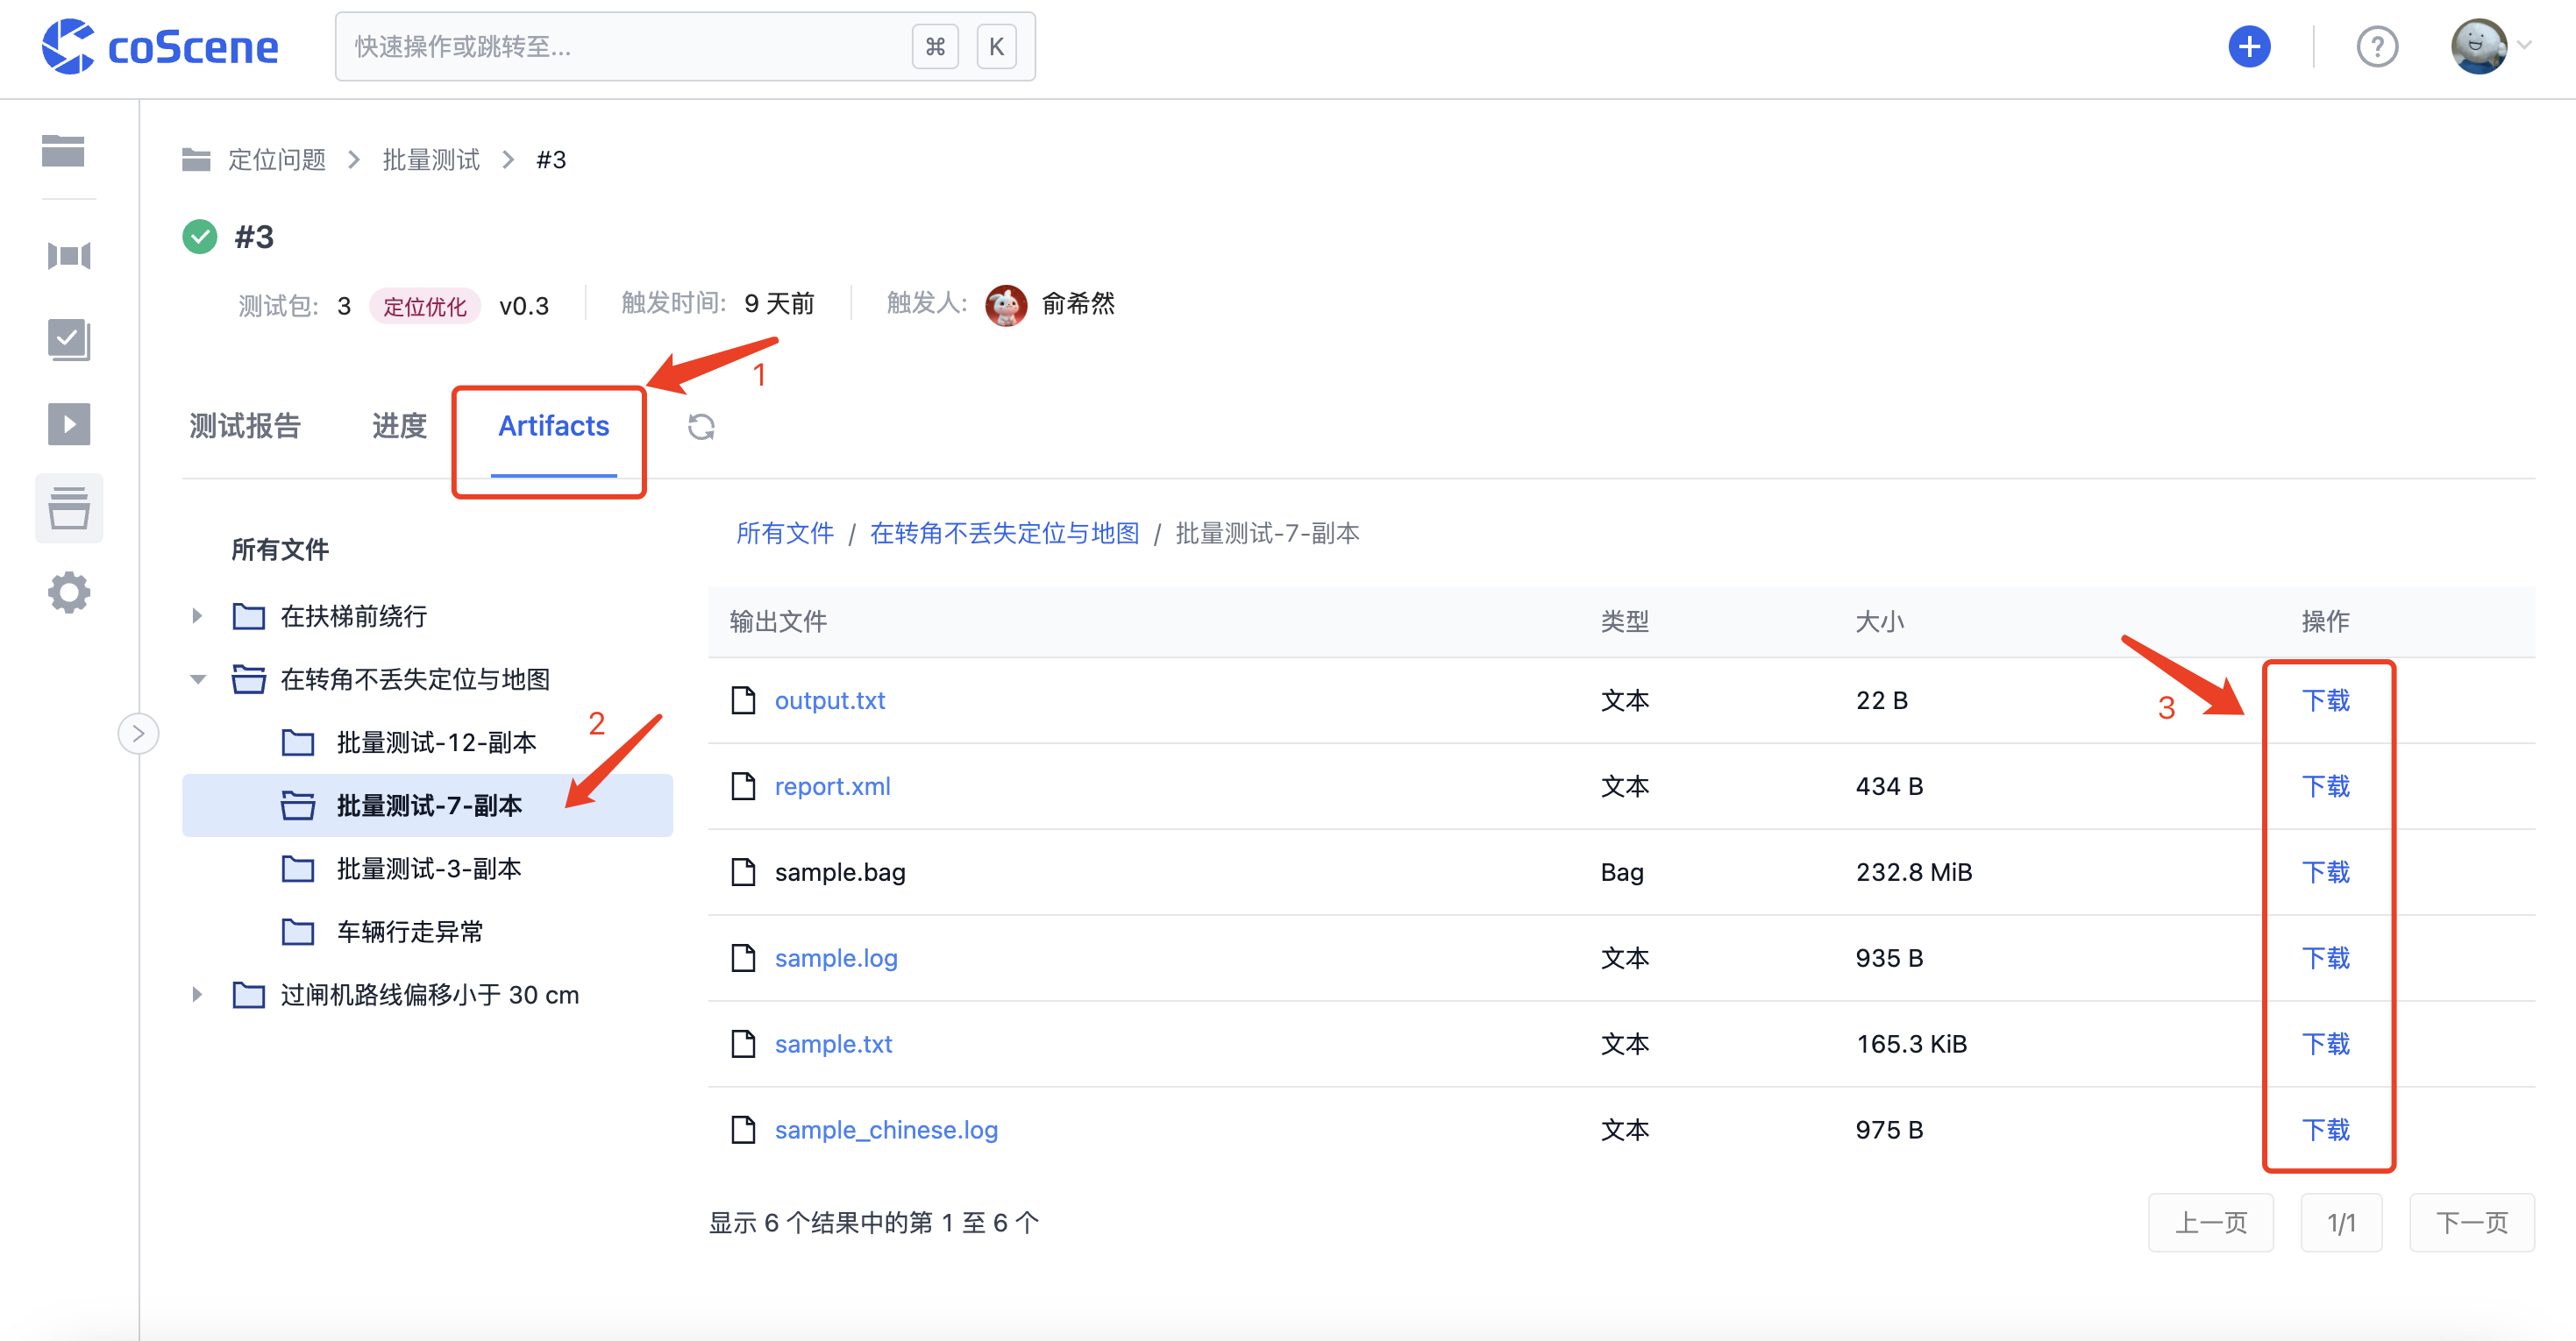 coScene
快速操作或跳转至...
⌘ K
定位问题 > 批量测试 > #3
#3
测试包: 3 定位优化 v0.3 触发时间: 9 天前 触发人: 俞希然
1
测试报告 进度 Artifacts
所有文件 / 在转角不丢失定位与地图 / 批量测试-7-副本
所有文件
在扶梯前绕行
在转角不丢失定位与地图
批量测试-12-副本
2
批量测试-7-副本
批量测试-3-副本
车辆行走异常
过闸机路线偏移小于 30 cm
输出文件 类型 大小 操作
3
output.txt 文本 22 B 下载
report.xml 文本 434 B 下载
sample.bag Bag 232.8 MiB 下载
sample.log 文本 935 B 下载
sample.txt 文本 165.3 KiB 下载
sample_chinese.log 文本 975 B 下载
显示 6 个结果中的第 1 至 6 个
上一页 1/1 下一页